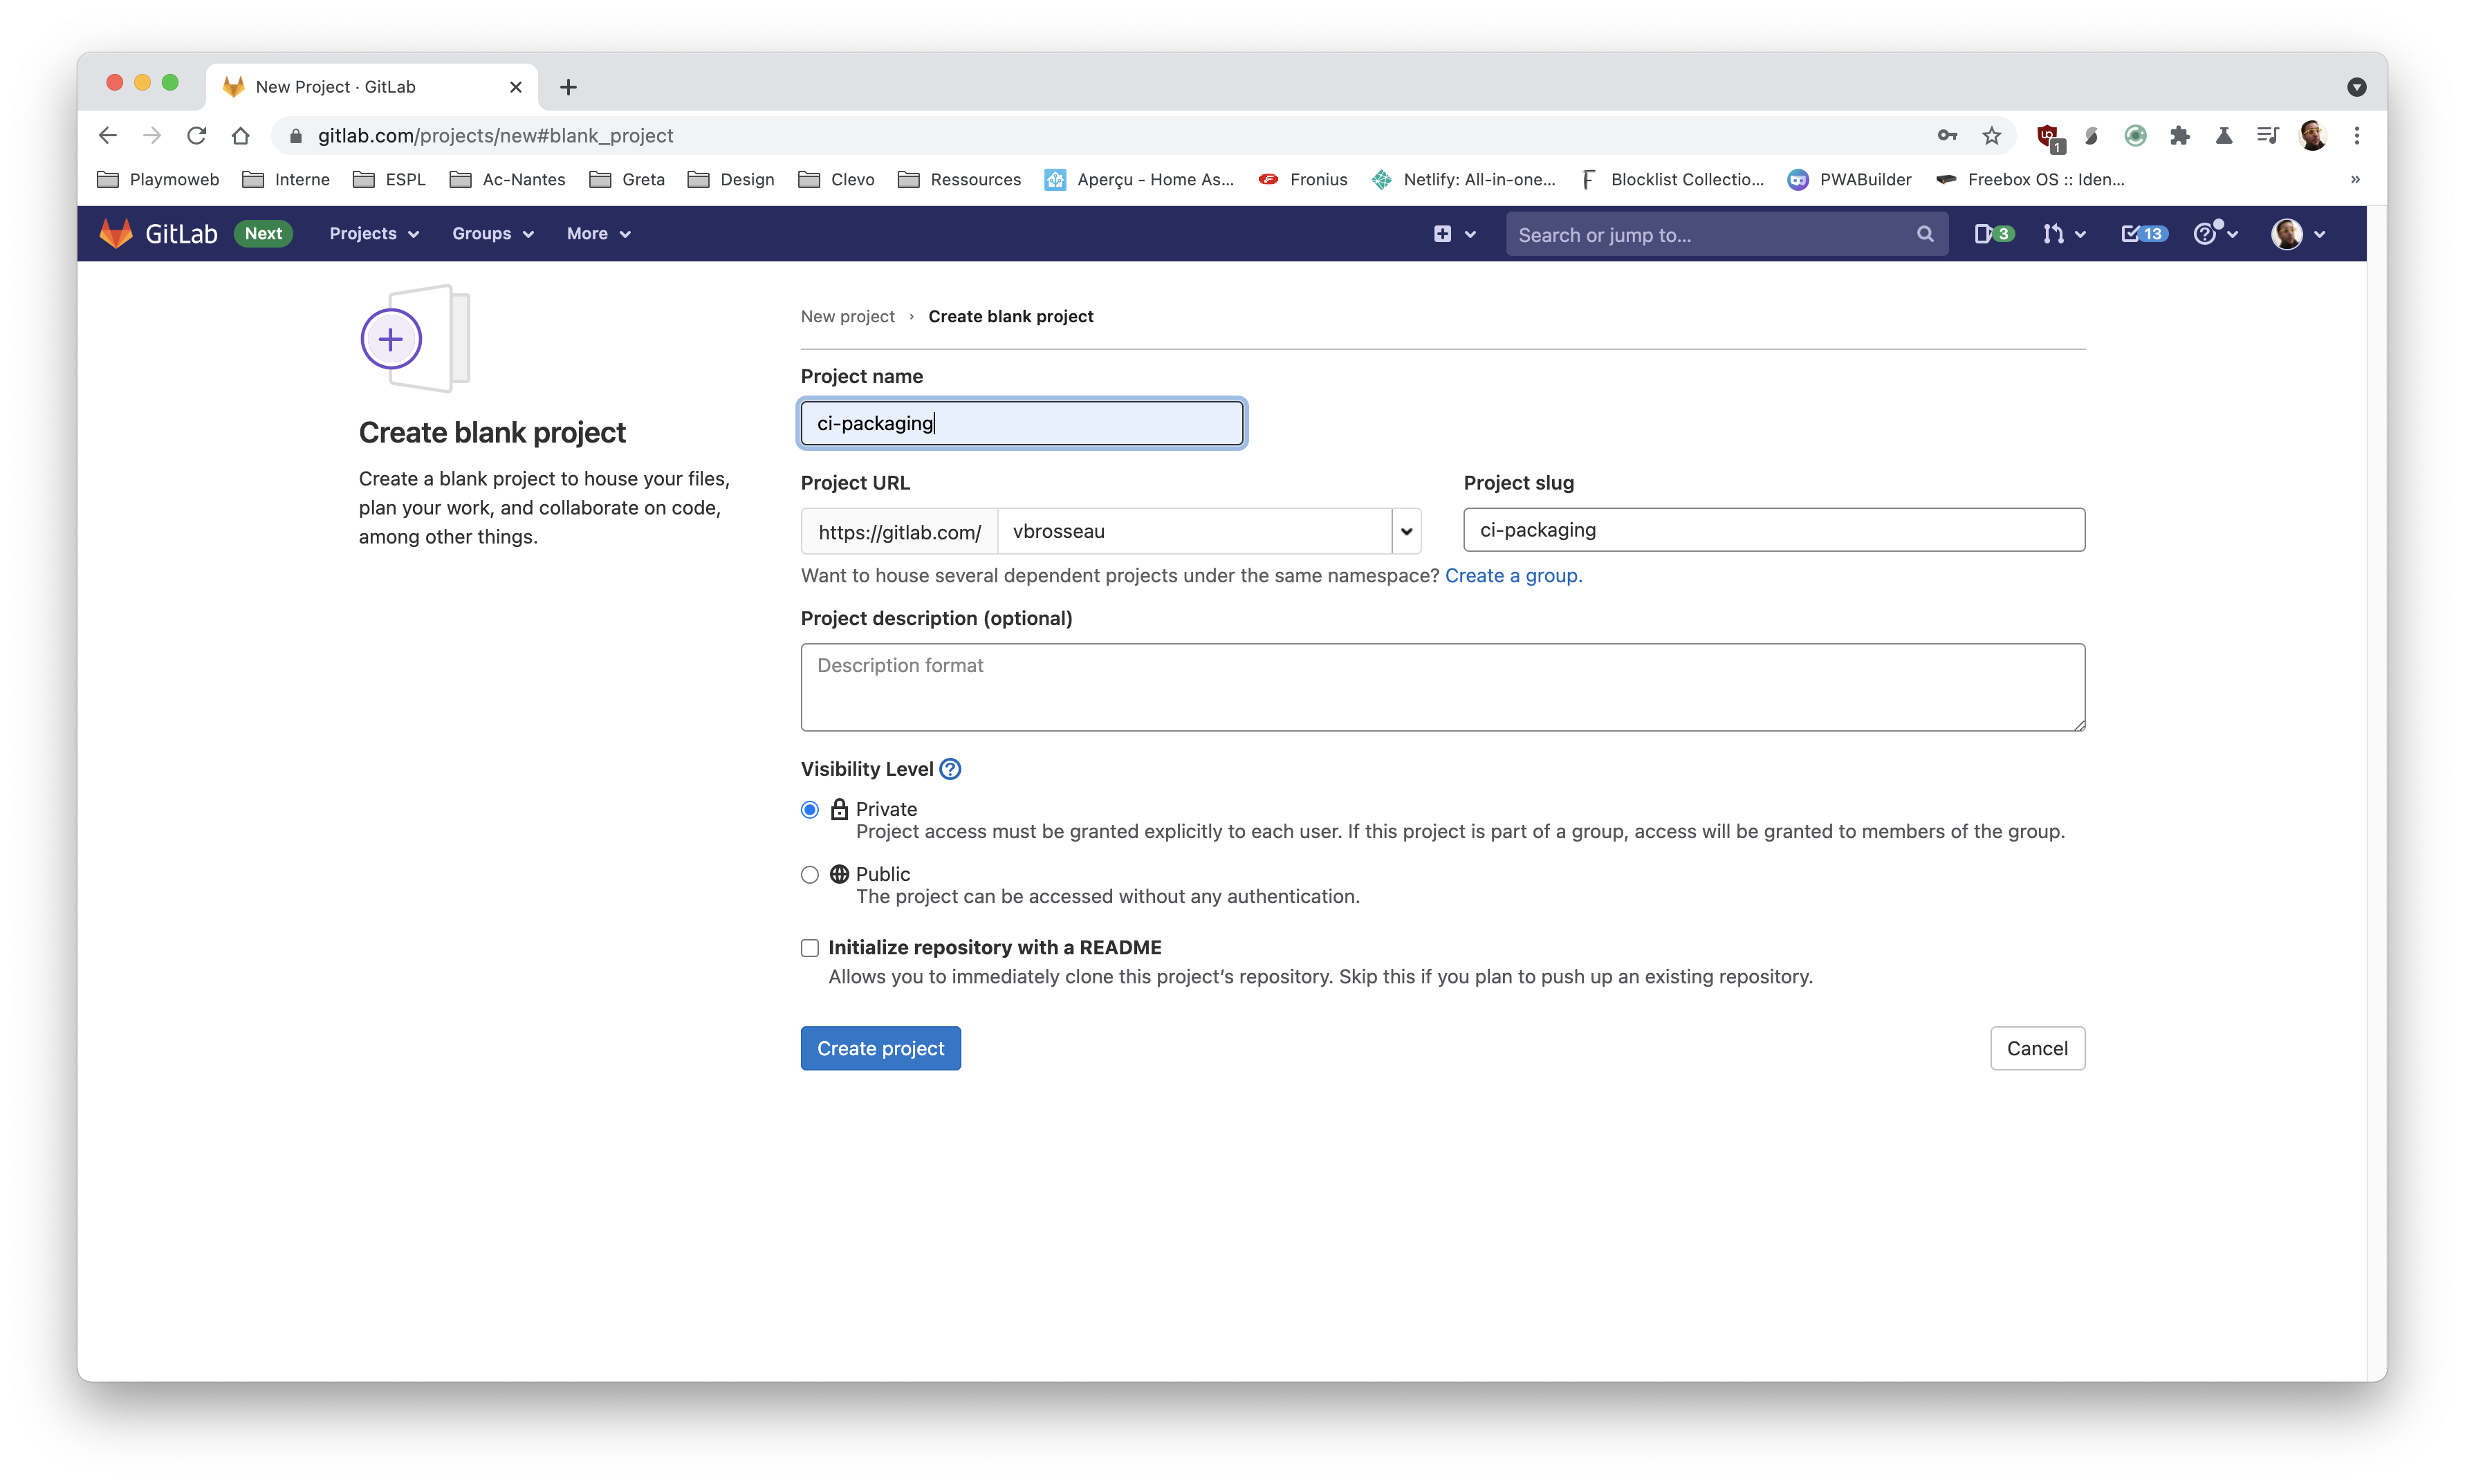 New Project · GitLab
gitlab.com/projects/new#blank_project
1
Playmoweb Interne ESPL Ac-Nantes Greta Design Clevo Ressources Aperçu - Home As... Fronius Netlify: All-in-one... Blocklist Collectio... PWABuilder Freebox OS :: Iden... »
GitLab Next Projects Groups More Search or jump to... 3 13
New project › Create blank project
Create blank project
Create a blank project to house your files,
plan your work, and collaborate on code,
among other things.
Project name
ci-packaging
Project URL
https://gitlab.com/ vbrosseau
Project slug
ci-packaging
Want to house several dependent projects under the same namespace? Create a group.
Project description (optional)
Description format
Visibility Level
Private
Project access must be granted explicitly to each user. If this project is part of a group, access will be granted to members of the group.
Public
The project can be accessed without any authentication.
Initialize repository with a README
Allows you to immediately clone this project’s repository. Skip this if you plan to push up an existing repository.
Create project Cancel